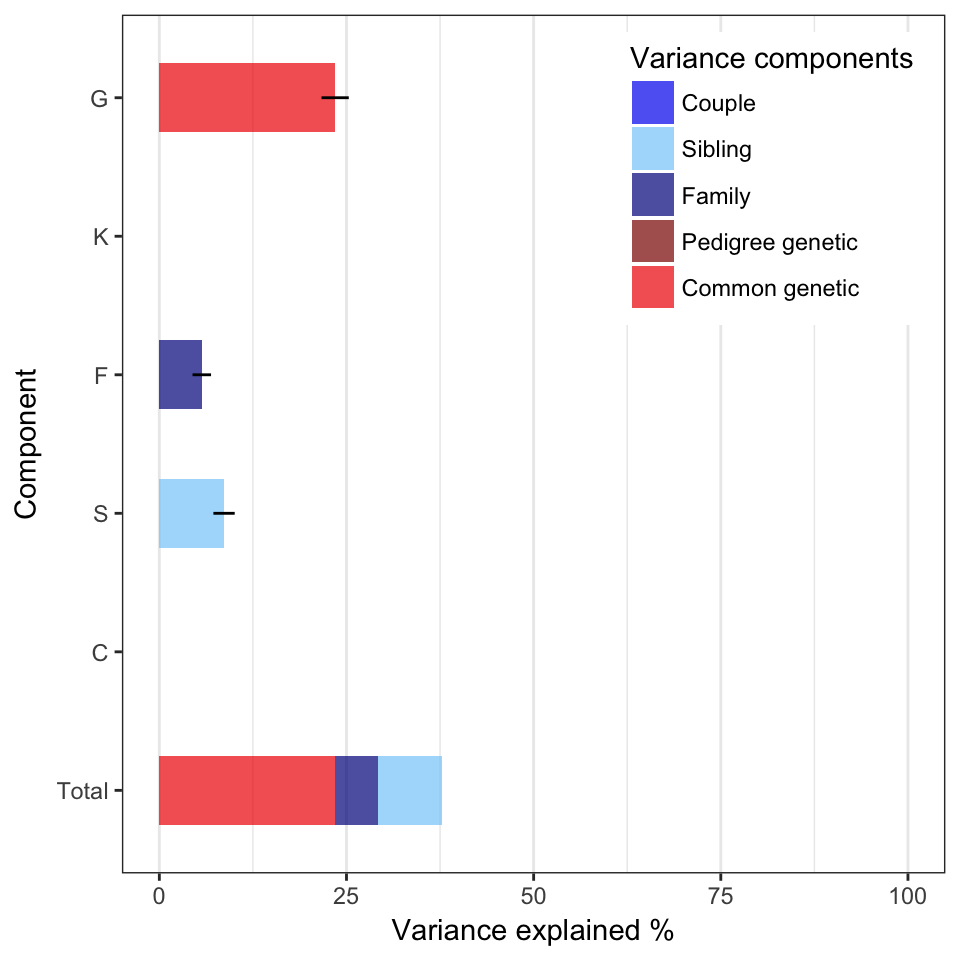 Variance components
Couple
Sibling
Family
Pedigree genetic
Common genetic
G
K
F
S
C
Total
Component
0 25 50 75 100
Variance explained %